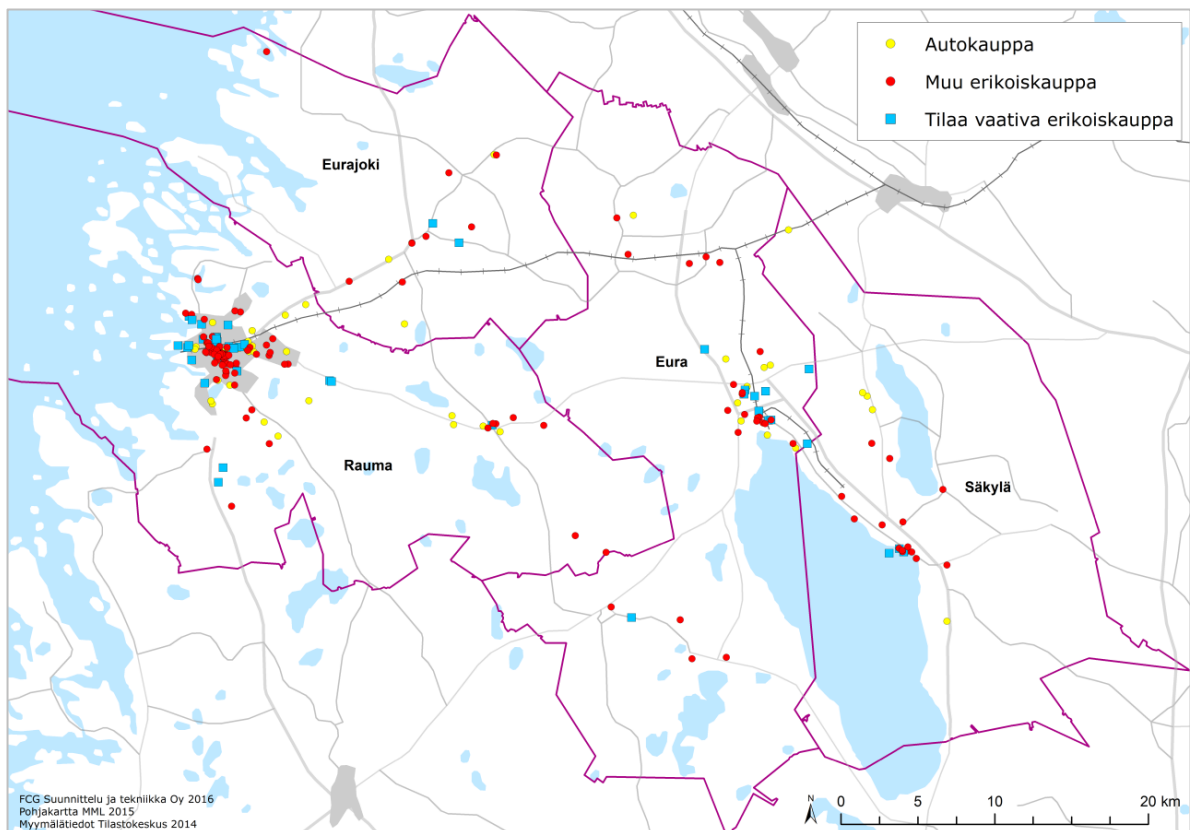 Autokauppa
Muu erikoiskauppa
Tilaa vaativa erikoiskauppa
Eurajoki
Eura
Rauma
Säkylä
FCG Suunnittelu ja tekniikka Oy 2016
Pohjakartta MML 2015
Myymälätiedot Tilastokeskus 2014
N
0 5 10 20 km